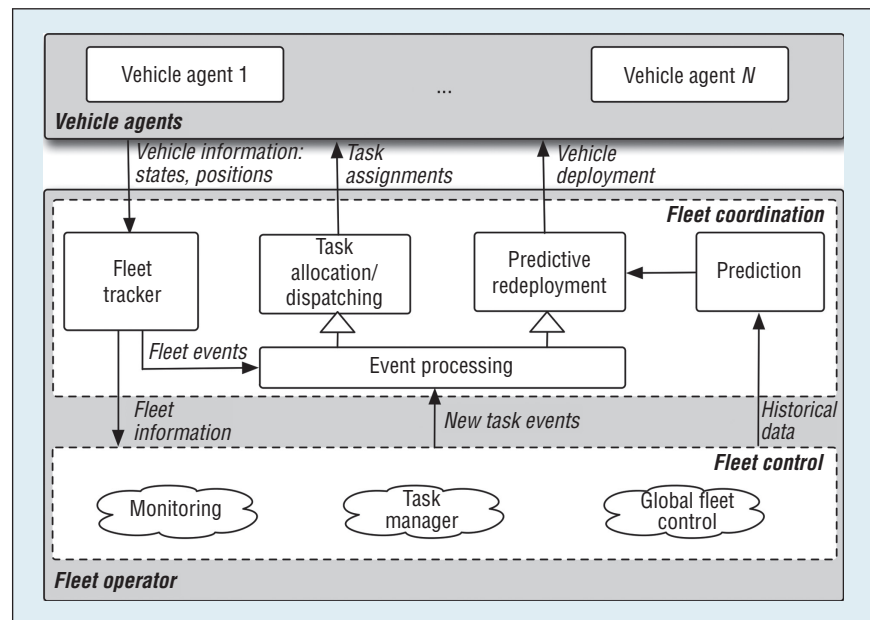 Vehicle agent 1
...
Vehicle agent N
Vehicle agents
Vehicle information:
states, positions
Task
assignments
Vehicle
deployment
Fleet coordination
Fleet
tracker
Task
allocation/
dispatching
Predictive
redeployment
Prediction
Fleet events
Event processing
Fleet
information
New task events
Historical
data
Fleet control
Monitoring
Task
manager
Global fleet
control
Fleet operator